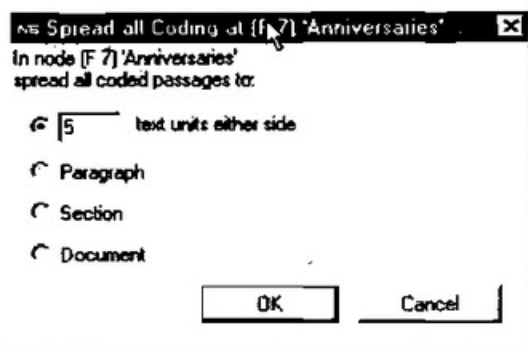 N5 Spread all Coding at (F 7) 'Anniversaries'
In node (F 7) 'Anniversaries'
spread all coded passages to:
5 text units either side
Paragraph
Section
Document
OK Cancel